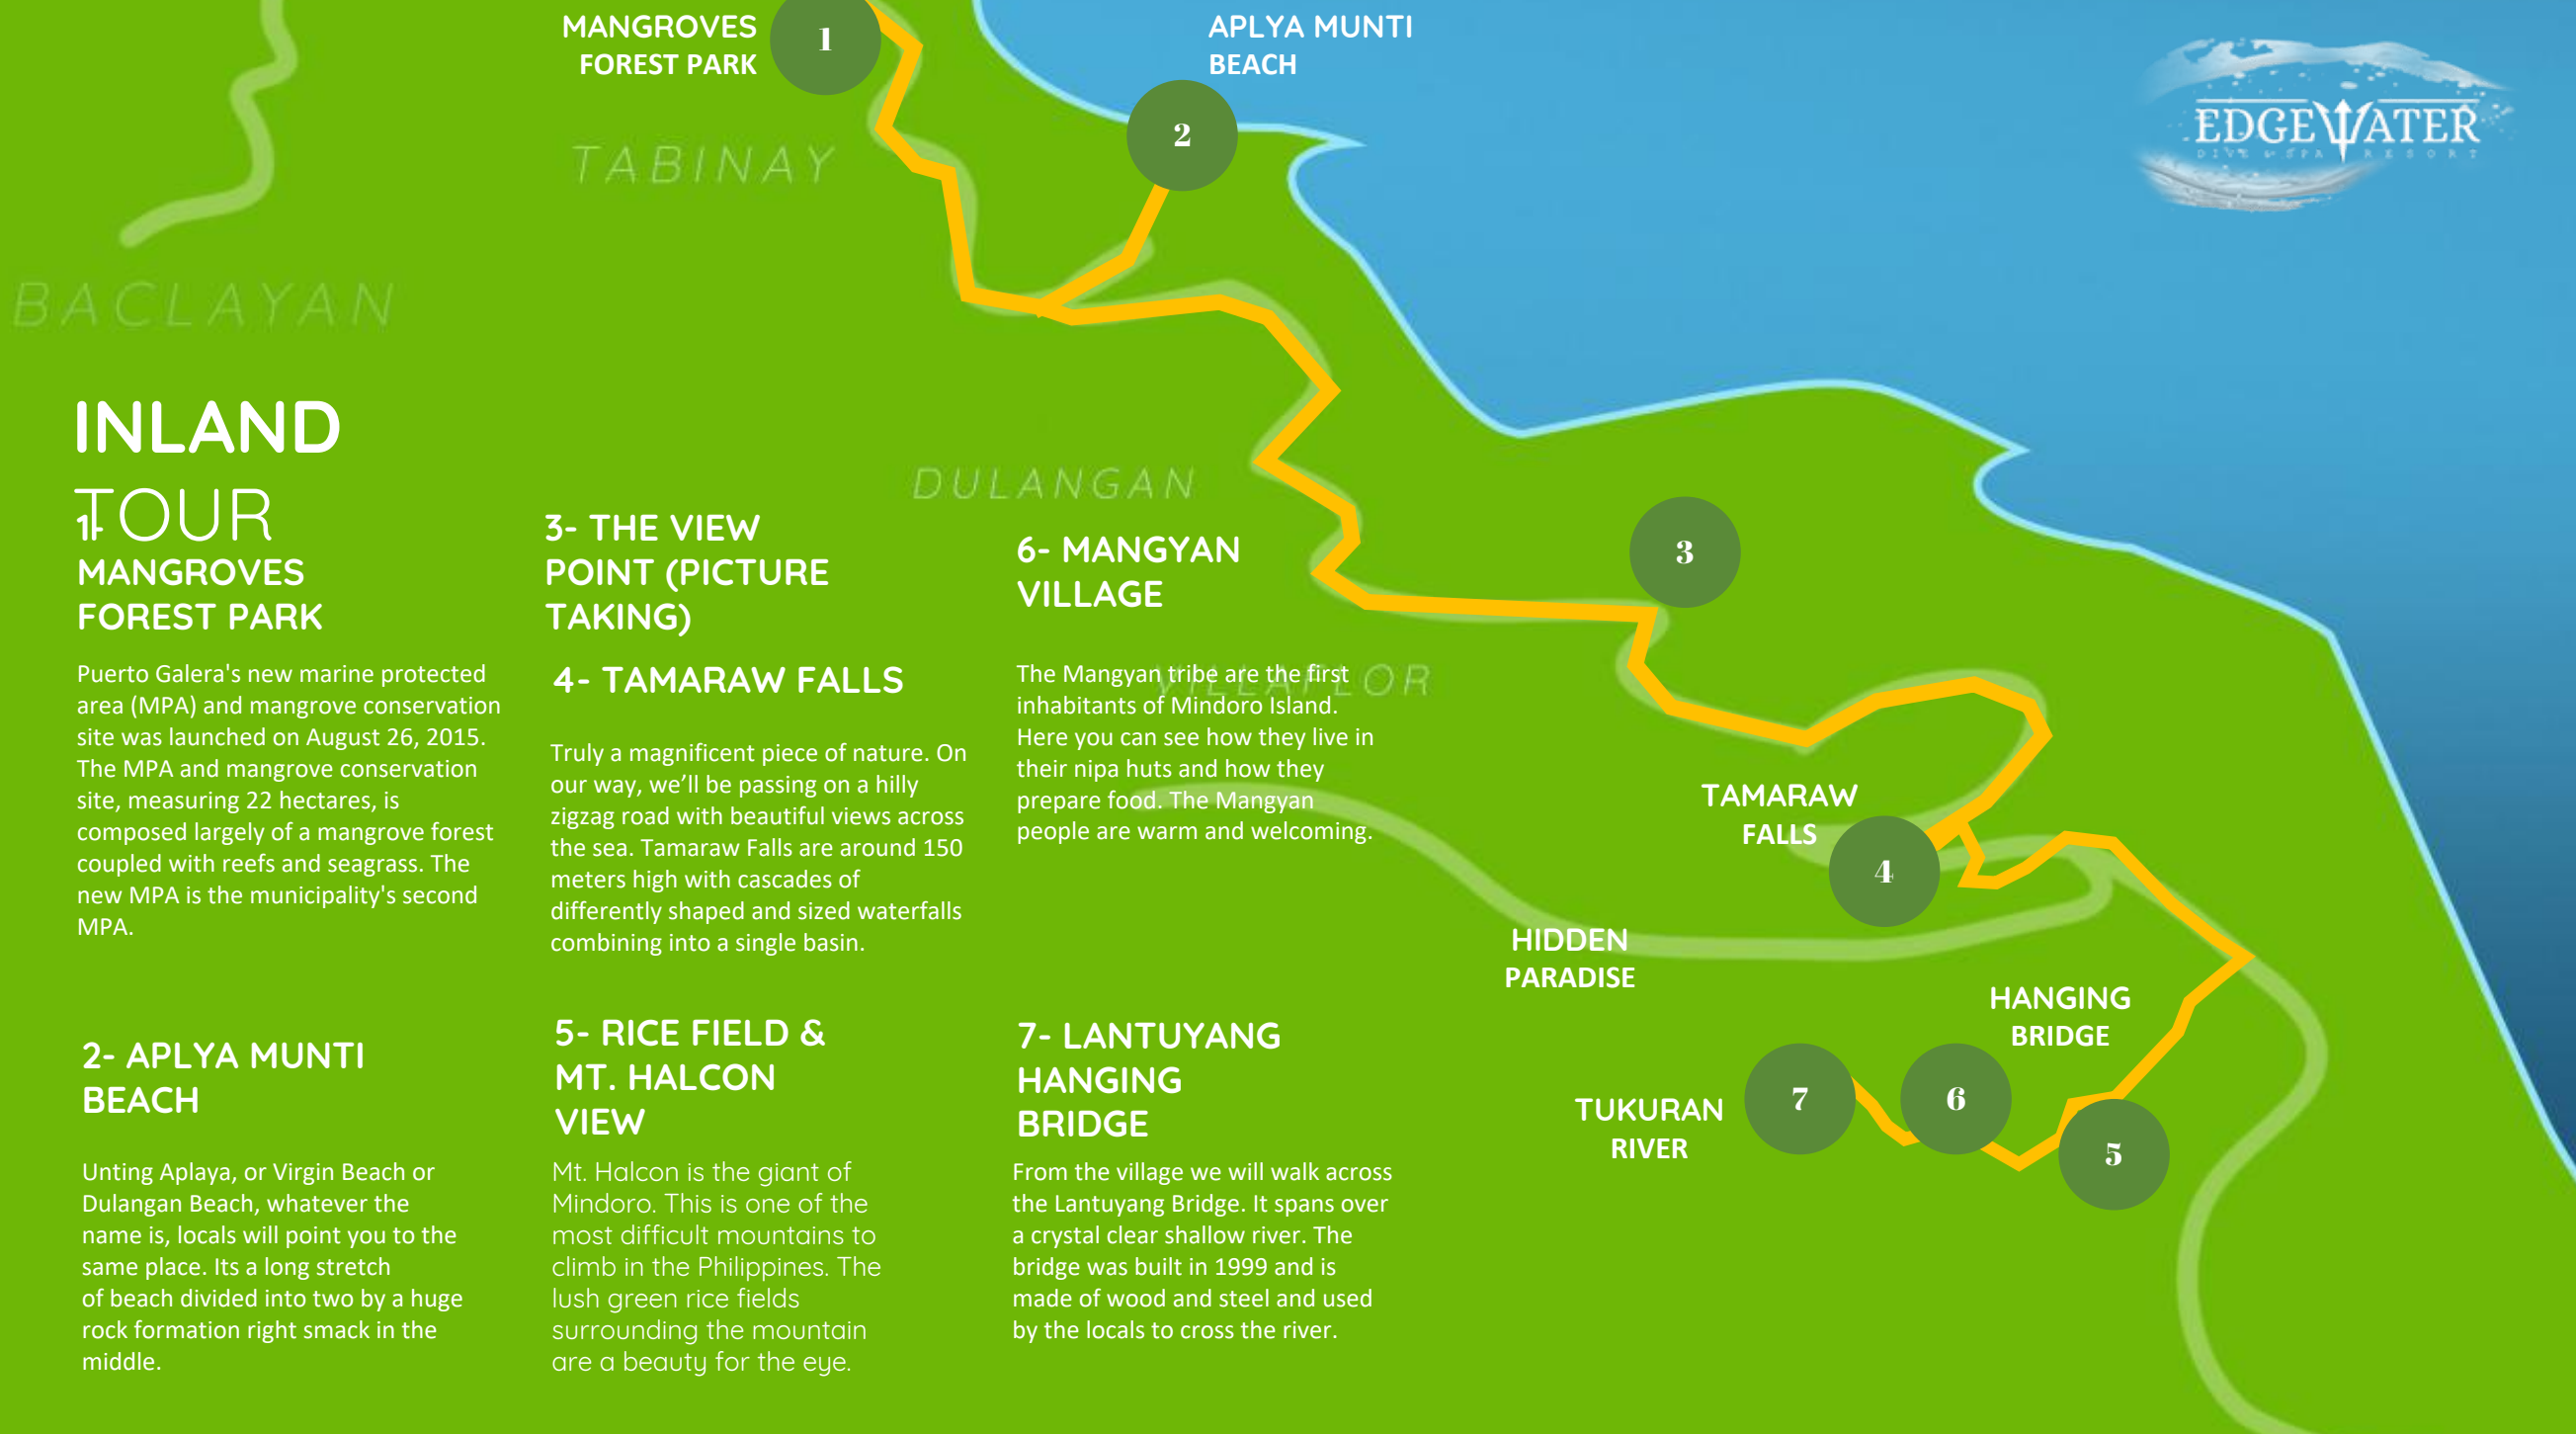 MANGROVES
FOREST PARK
1
APLYA MUNTI
BEACH
2
EDGEWATER
DIVE & SPA RESORT
TABINAY
BACLAYAN
INLAND
TOUR
DULANGAN
VILLAFLOR
1-
MANGROVES
FOREST PARK
Puerto Galera's new marine protected
area (MPA) and mangrove conservation
site was launched on August 26, 2015.
The MPA and mangrove conservation
site, measuring 22 hectares, is
composed largely of a mangrove forest
coupled with reefs and seagrass. The
new MPA is the municipality's second
MPA.
2- APLYA MUNTI
BEACH
Unting Aplaya, or Virgin Beach or
Dulangan Beach, whatever the
name is, locals will point you to the
same place. Its a long stretch
of beach divided into two by a huge
rock formation right smack in the
middle.
3- THE VIEW
POINT (PICTURE
TAKING)
4- TAMARAW FALLS
Truly a magnificent piece of nature. On
our way, we’ll be passing on a hilly
zigzag road with beautiful views across
the sea. Tamaraw Falls are around 150
meters high with cascades of
differently shaped and sized waterfalls
combining into a single basin.
5- RICE FIELD &
MT. HALCON
VIEW
Mt. Halcon is the giant of
Mindoro. This is one of the
most difficult mountains to
climb in the Philippines. The
lush green rice fields
surrounding the mountain
are a beauty for the eye.
6- MANGYAN
VILLAGE
The Mangyan tribe are the first
inhabitants of Mindoro Island.
Here you can see how they live in
their nipa huts and how they
prepare food. The Mangyan
people are warm and welcoming.
7- LANTUYANG
HANGING
BRIDGE
From the village we will walk across
the Lantuyang Bridge. It spans over
a crystal clear shallow river. The
bridge was built in 1999 and is
made of wood and steel and used
by the locals to cross the river.
3
TAMARAW
FALLS
4
HIDDEN
PARADISE
HANGING
BRIDGE
TUKURAN
RIVER
7
6
5